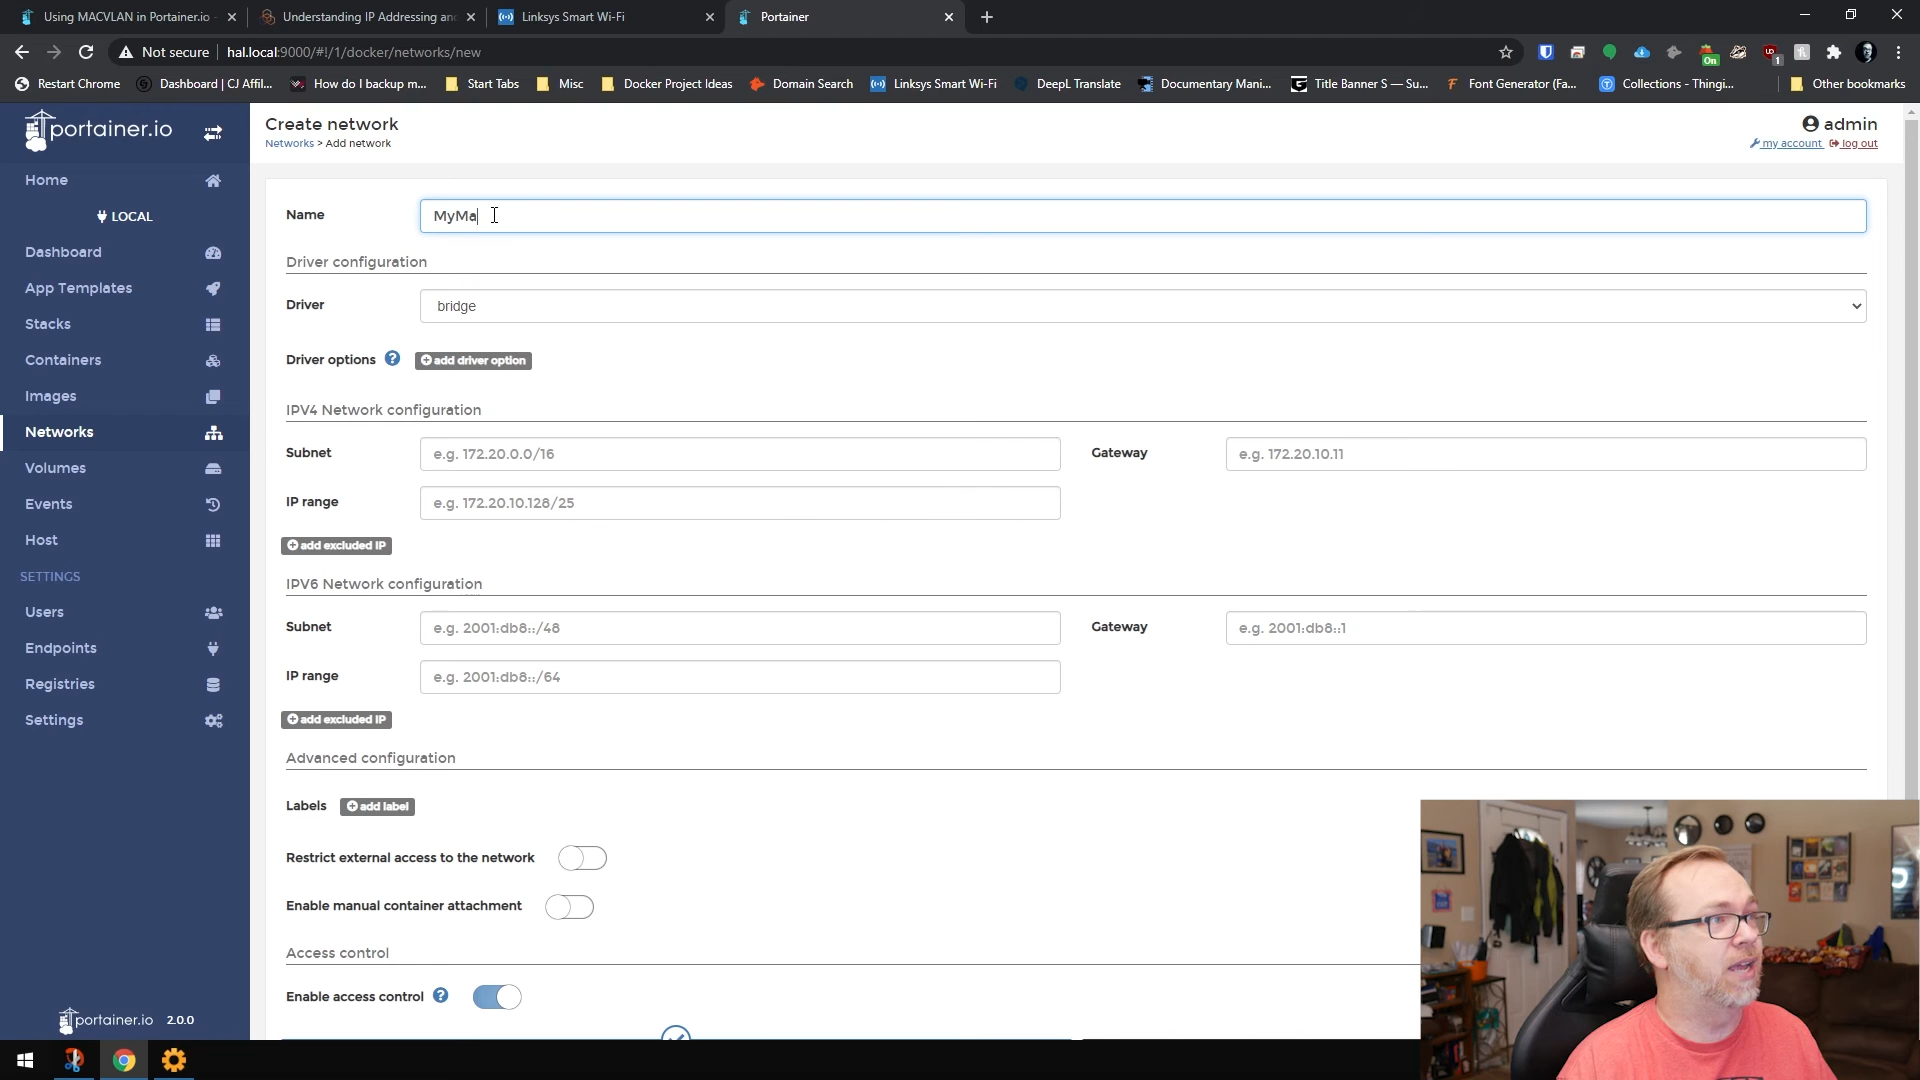 Using MACVLAN in Portainer.io -
Understanding IP Addressing and
Linksys Smart Wi-Fi
Portainer
Not secure
hal.local:9000/#!/1/docker/networks/new
On
1
Restart Chrome
Dashboard | CJ Affil...
How do I backup m...
Start Tabs
Misc
Docker Project Ideas
Domain Search
Linksys Smart Wi-Fi
DeepL Translate
Documentary Mani...
Title Banner S — Su...
Font Generator (Fa...
Collections - Thingi...
Other bookmarks
portainer.io
Create network
Networks > Add network
admin
my account
log out
Home
LOCAL
Dashboard
App Templates
Stacks
Containers
Images
Networks
Volumes
Events
Host
SETTINGS
Users
Endpoints
Registries
Settings
portainer.io 2.0.0
Name
MyMa
Driver configuration
Driver
bridge
Driver options
add driver option
IPV4 Network configuration
Subnet
e.g. 172.20.0.0/16
Gateway
e.g. 172.20.10.11
IP range
e.g. 172.20.10.128/25
add excluded IP
IPV6 Network configuration
Subnet
e.g. 2001:db8::/48
Gateway
e.g. 2001:db8::1
IP range
e.g. 2001:db8::/64
add excluded IP
Advanced configuration
Labels
add label
Restrict external access to the network
Enable manual container attachment
Access control
Enable access control